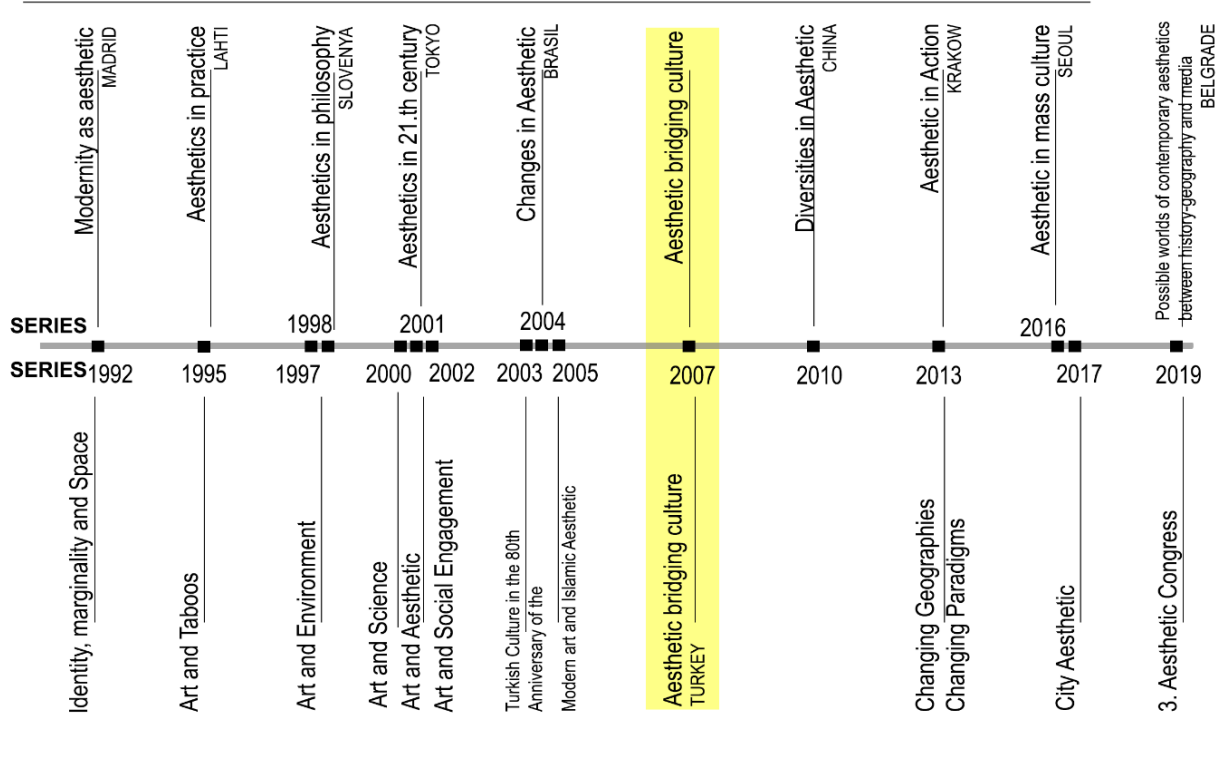 Modernity as aesthetic
MADRID
Aesthetics in practice
LAHTI
Aesthetics in philosophy
SLOVENYA
Aesthetics in 21.th century
TOKYO
Changes in Aesthetic
BRASIL
Aesthetic bridging culture
Diversities in Aesthetic
CHINA
Aesthetic in Action
KRAKOW
Aesthetic in mass culture
SEOUL
Possible worlds of contemporary aesthetics
between history-geography and media
BELGRADE
SERIES
1998
2001
2004
2016
SERIES
1992
1995
1997
2000
2002
2003
2005
2007
2010
2013
2017
2019
Identity, marginality and Space
Art and Taboos
Art and Environment
Art and Science
Art and Aesthetic
Art and Social Engagement
Turkish Culture in the 80th
Anniversary of the
Modern art and Islamic Aesthetic
Aesthetic bridging culture
TURKEY
Changing Geographies
Changing Paradigms
City Aesthetic
3. Aesthetic Congress